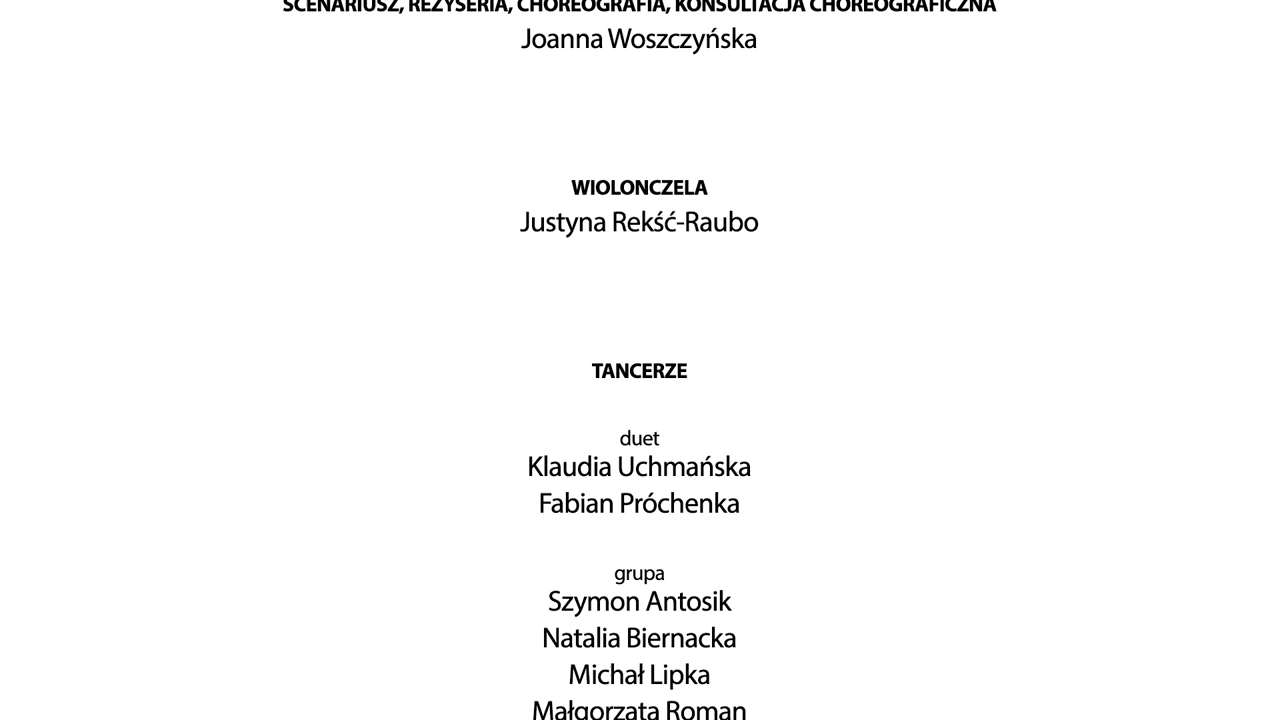 SCENARIUSZ, REŻYSERIA, CHOREOGRAFIA, KONSULTACJA CHOREOGRAFICZNA
Joanna Woszczyńska
WIOLONCZELA
Justyna Rekść-Raubo
TANCERZE
duet
Klaudia Uchmańska
Fabian Próchenka
grupa
Szymon Antosik
Natalia Biernacka
Michał Lipka
Małgorzata Roman